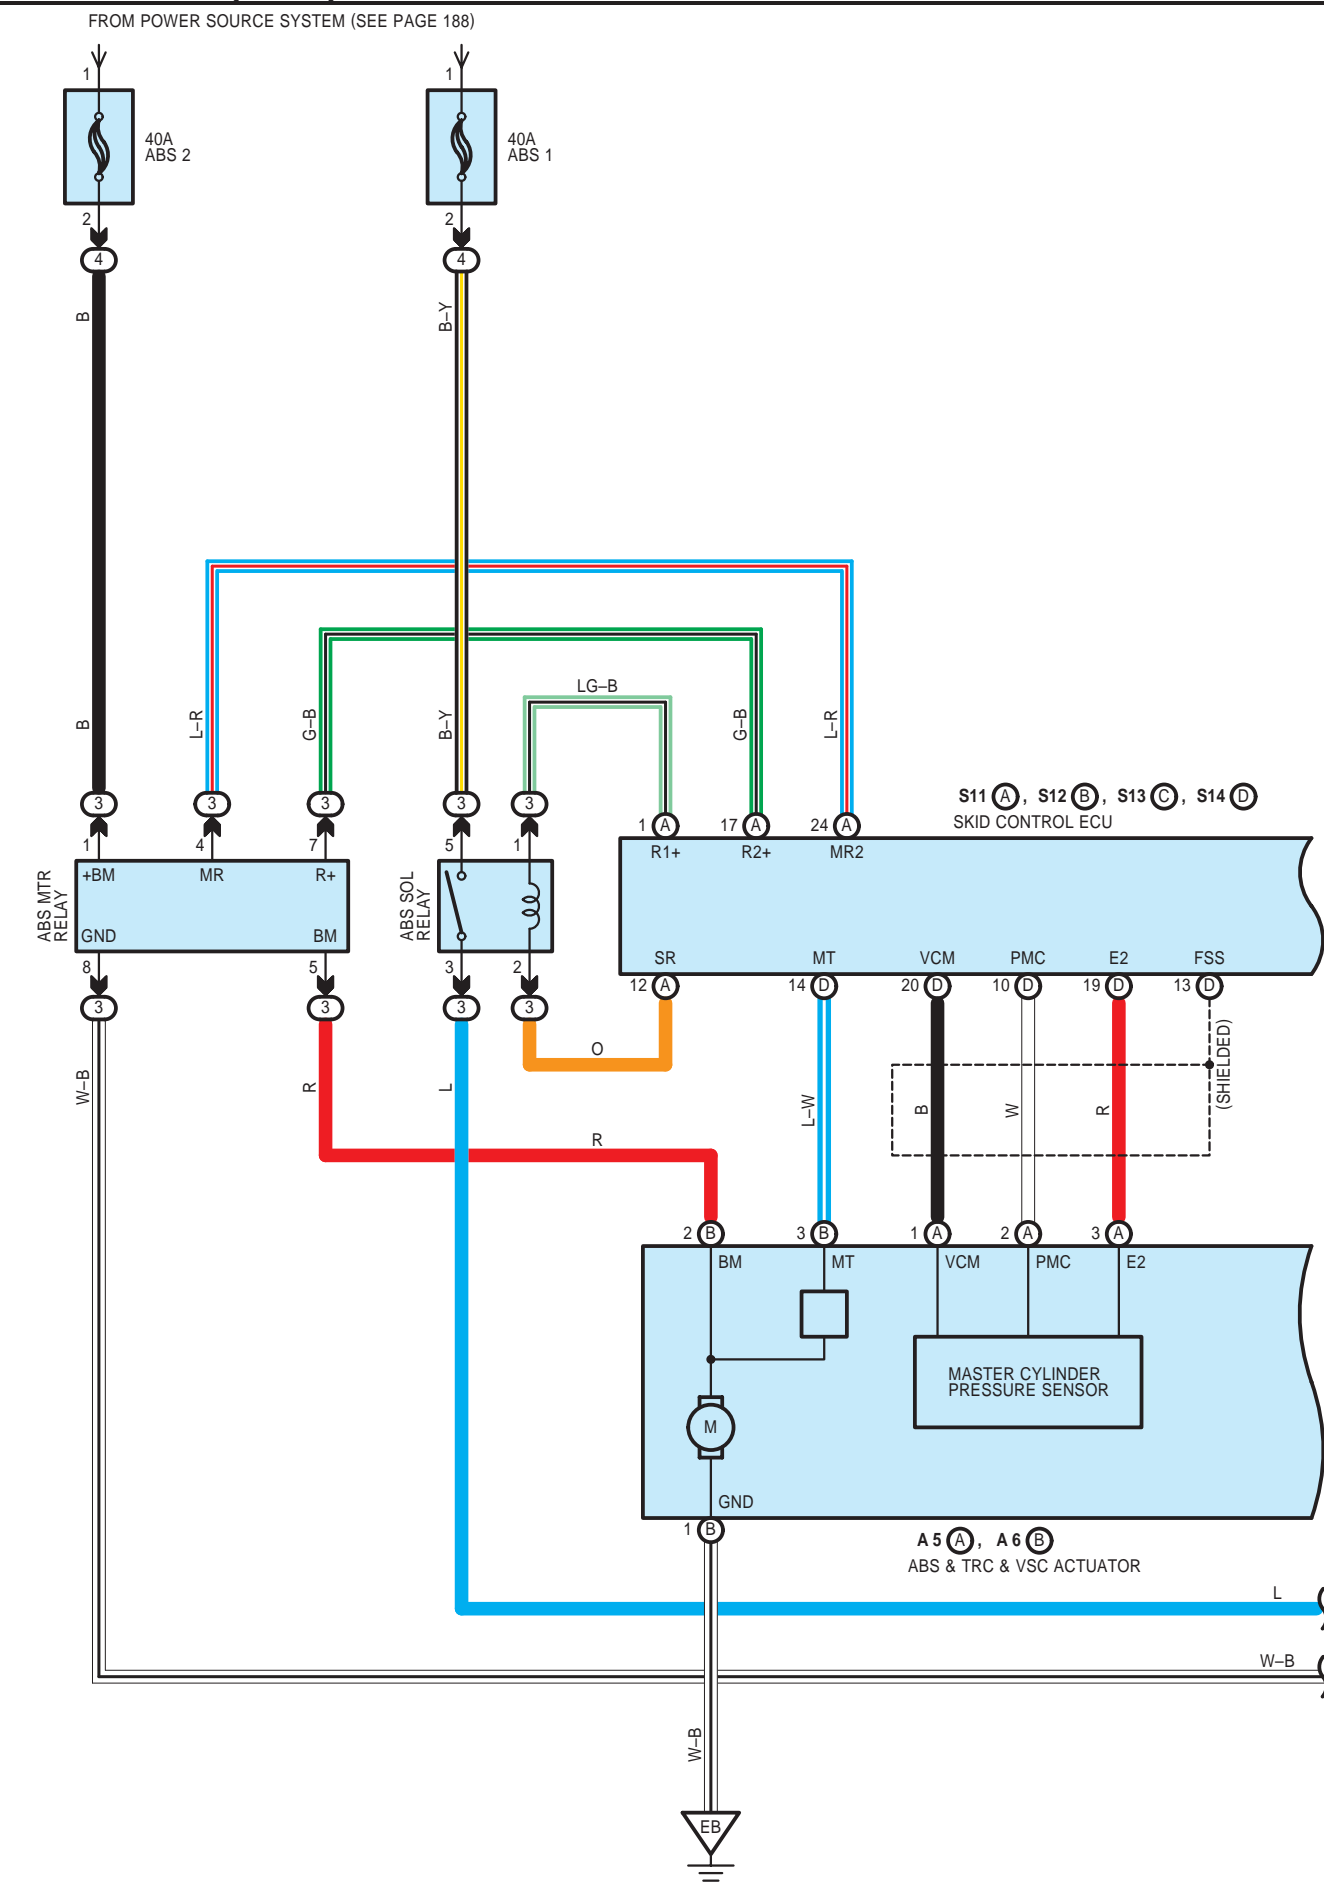 FROM POWER SOURCE SYSTEM (SEE PAGE 188)
1
1
40A
ABS 2
40A
ABS 1
2
2
4
4
B
B–Y
LG–B
B
L–R
G–B
B–Y
G–B
L–R
3
3
3
3
3
S11 A, S12 B, S13 C, S14 D
SKID CONTROL ECU
1 A
17 A
24 A
1
4
7
5
1
R1+
R2+
MR2
+BM
MR
R+
ABS MTR
RELAY
ABS SOL
RELAY
GND
BM
SR
MT
VCM
PMC
E2
FSS
8
5
3
2
12 A
14 D
20 D
10 D
19 D
13 D
3
3
3
3
O
(SHIELDED)
W–B
R
L
L–W
B
W
R
R
2 B
3 B
1 A
2 A
3 A
BM
MT
VCM
PMC
E2
MASTER CYLINDER
PRESSURE SENSOR
M
GND
1 B
A 5 A, A 6 B
ABS & TRC & VSC ACTUATOR
L
W–B
W–B
EB